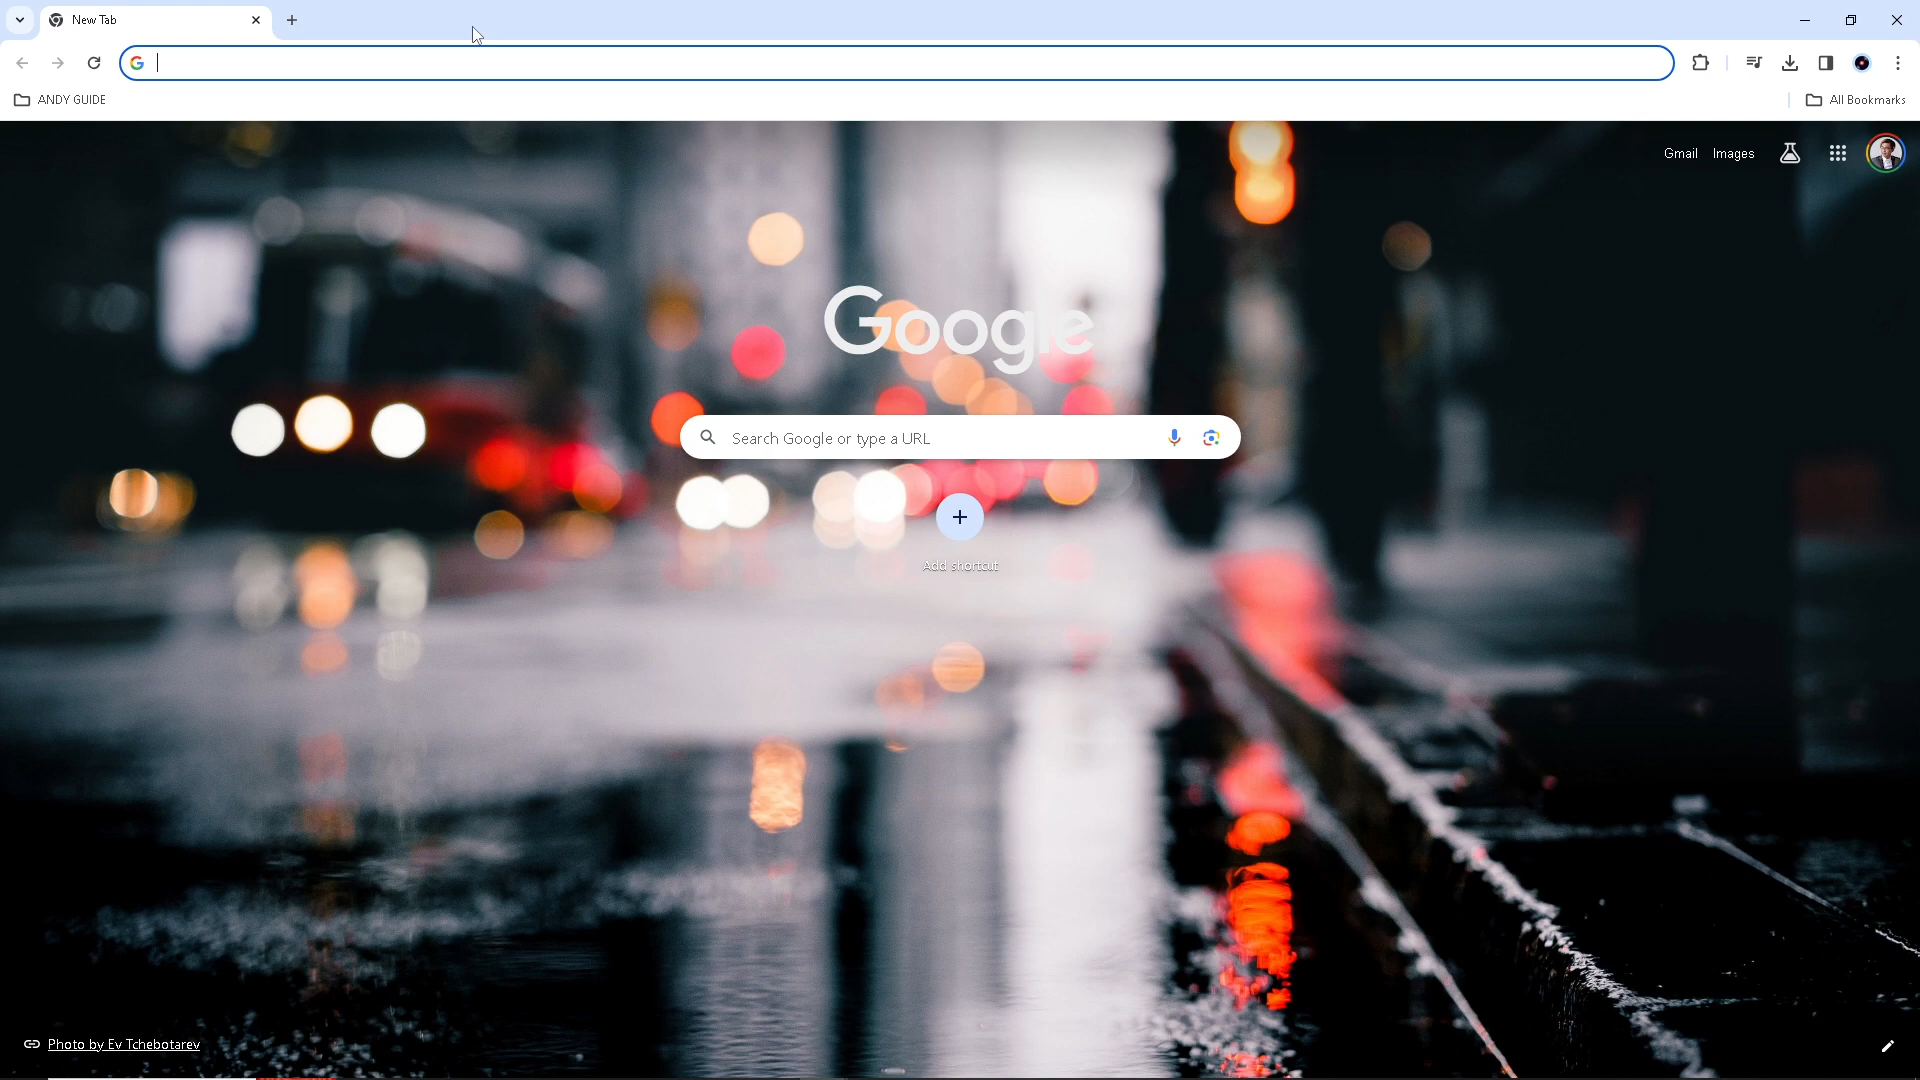 New Tab
ANDY GUIDE
All Bookmarks
Gmail
Images
Google
Search Google or type a URL
Add shortcut
Photo by Ev Tchebotarev